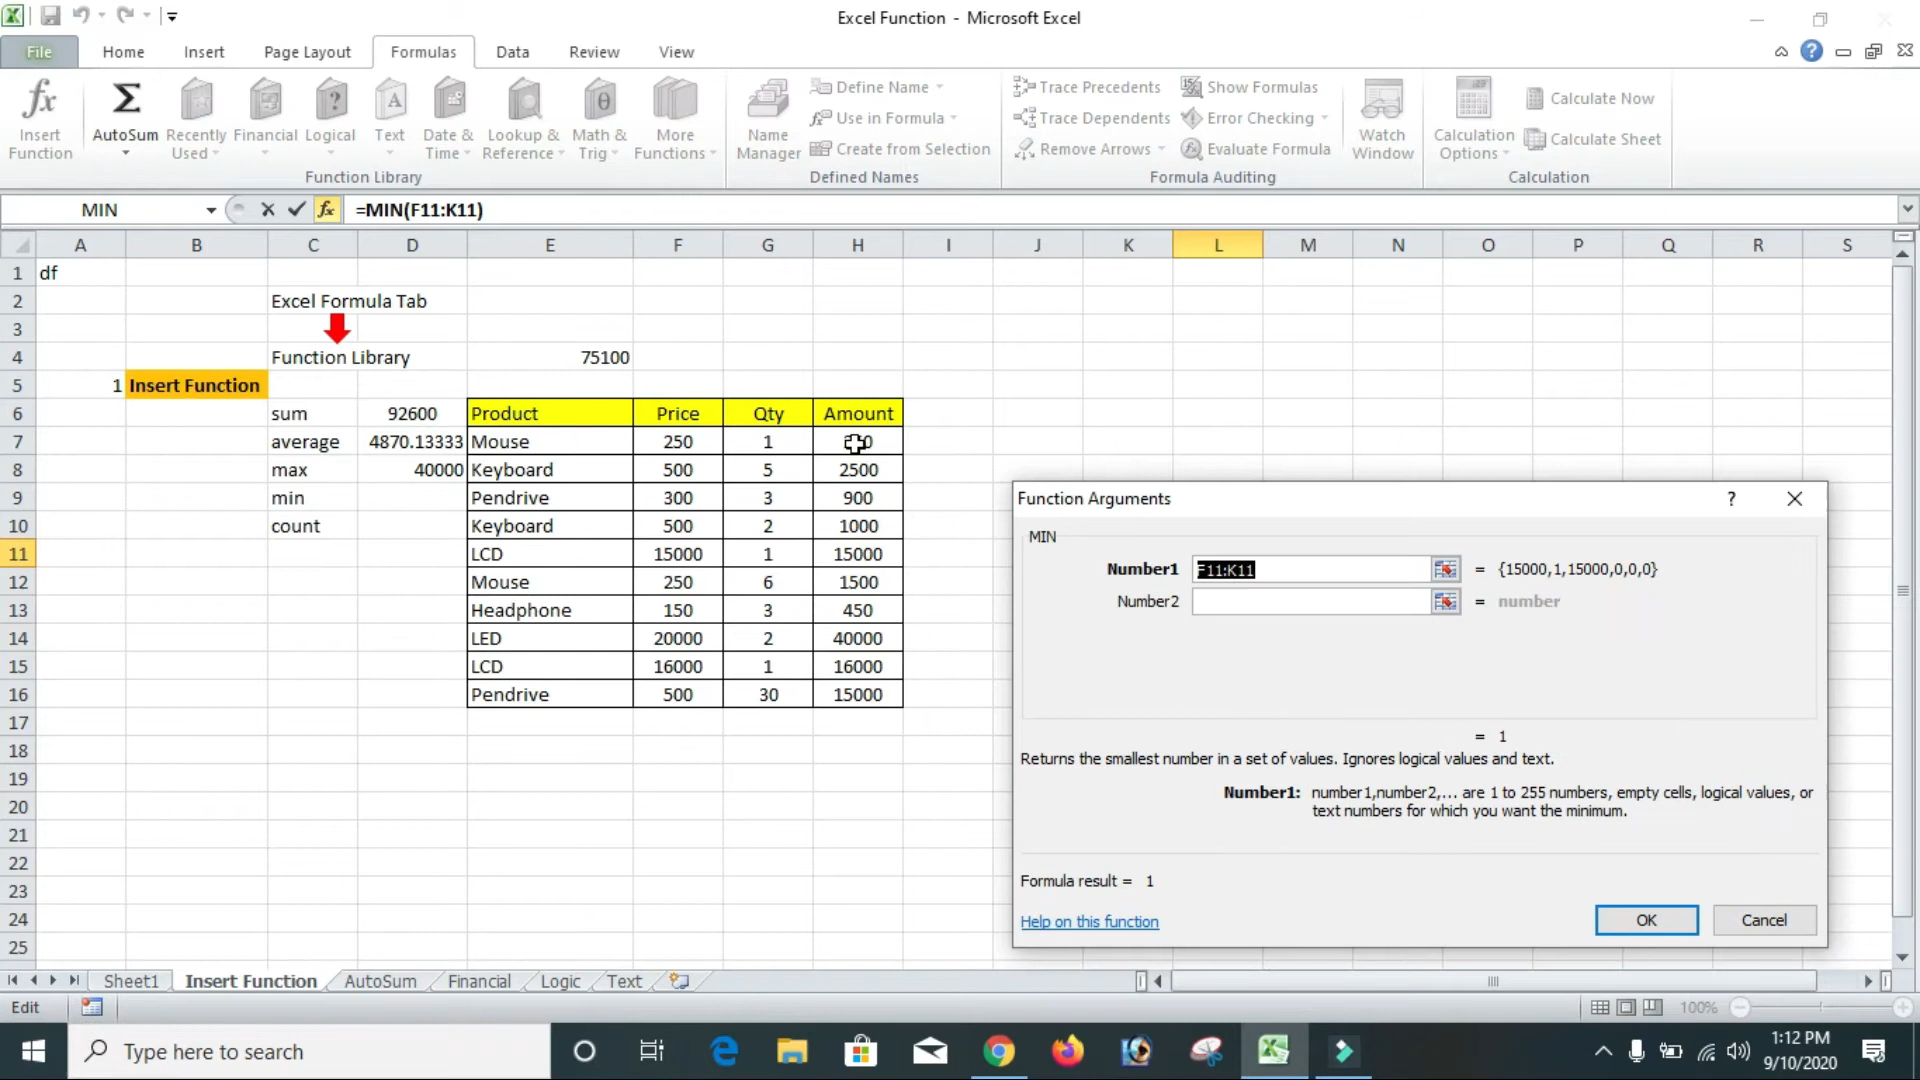 Excel Function - Microsoft Excel
File Home Insert Page Layout Formulas Data Review View
fx Σ ? A θ
Insert Function AutoSum Recently Used Financial Logical Text Date & Time Lookup & Reference Math & Trig More Functions
Function Library
Name Manager
Define Name
Use in Formula
Create from Selection
Defined Names
Trace Precedents
Trace Dependents
Remove Arrows
Show Formulas
Error Checking
Evaluate Formula
Formula Auditing
Watch Window
Calculation Options
Calculate Now
Calculate Sheet
Calculation
MIN fx =MIN(F11:K11)
A B C D E F G H I J K L M N O P Q R S
1 df
2 Excel Formula Tab
3
4 Function Library 75100
5 1 Insert Function
6 sum 92600 Product Price Qty Amount
7 average 4870.13333 Mouse 250 1
8 max 40000 Keyboard 500 5 2500
9 min Pendrive 300 3 900
10 count Keyboard 500 2 1000
11 LCD 15000 1 15000
12 Mouse 250 6 1500
13 Headphone 150 3 450
14 LED 20000 2 40000
15 LCD 16000 1 16000
16 Pendrive 500 30 15000
17
18
19
20
21
22
23
24
25
Function Arguments ?
MIN
Number1 F11:K11 = {15000,1,15000,0,0,0}
Number2 = number
= 1
Returns the smallest number in a set of values. Ignores logical values and text.
Number1: number1,number2,... are 1 to 255 numbers, empty cells, logical values, or
text numbers for which you want the minimum.
Formula result = 1
Help on this function
OK Cancel
Sheet1 Insert Function AutoSum Financial Logic Text
Edit 100%
Type here to search
1:12 PM
9/10/2020